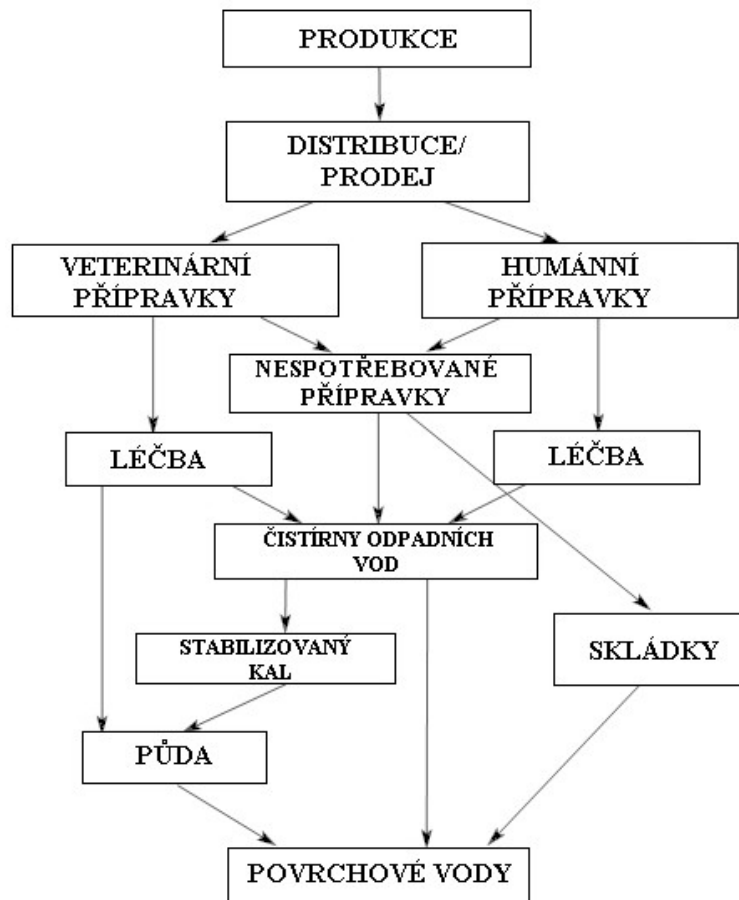 PRODUKCE
DISTRIBUCE/
PRODEJ
VETERINÁRNÍ
PŘÍPRAVKY
HUMÁNNÍ
PŘÍPRAVKY
NESPOTŘEBOVANÉ
PŘÍPRAVKY
LÉČBA
LÉČBA
ČISTÍRNY ODPADNÍCH
VOD
STABILIZOVANÝ
KAL
SKLÁDKY
PŮDA
POVRCHOVÉ VODY